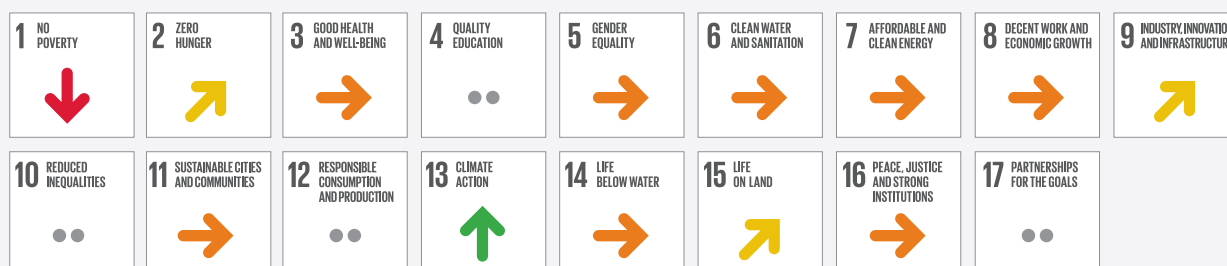 1 NO
POVERTY
2 ZERO
HUNGER
3 GOOD HEALTH
AND WELL-BEING
4 QUALITY
EDUCATION
5 GENDER
EQUALITY
6 CLEAN WATER
AND SANITATION
7 AFFORDABLE AND
CLEAN ENERGY
8 DECENT WORK AND
ECONOMIC GROWTH
9 INDUSTRY, INNOVATIO
AND INFRASTRUCTUR
10 REDUCED
INEQUALITIES
11 SUSTAINABLE CITIES
AND COMMUNITIES
12 RESPONSIBLE
CONSUMPTION
AND PRODUCTION
13 CLIMATE
ACTION
14 LIFE
BELOW WATER
15 LIFE
ON LAND
16 PEACE, JUSTICE
AND STRONG
INSTITUTIONS
17 PARTNERSHIPS
FOR THE GOALS